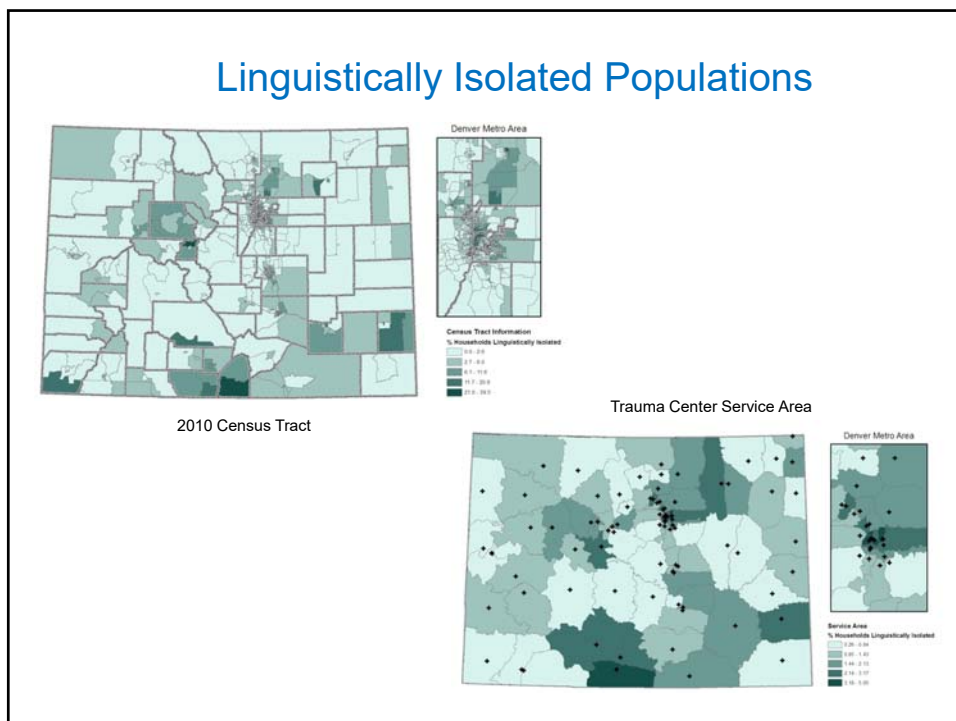 Linguistically Isolated Populations
Denver Metro Area
Census Tract Information
% Households Linguistically Isolated
2010 Census Tract
Trauma Center Service Area
Denver Metro Area
Service Area
% Households Linguistically Isolated